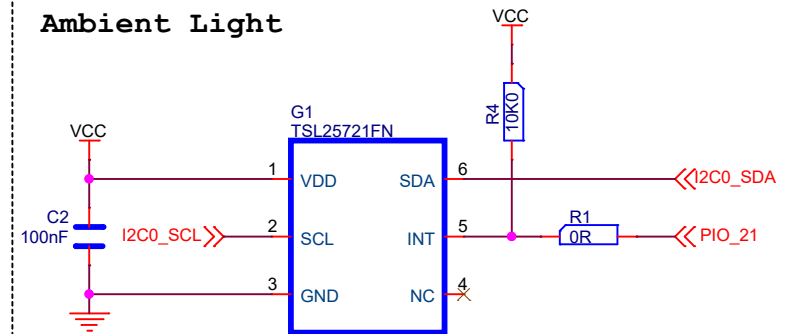 Ambient Light
VCC
R4
10K0
G1
TSL25721FN
VCC
1
VDD
SDA
6
I2C0_SDA
C2
100nF
I2C0_SCL
2
SCL
INT
5
R1
0R
PIO_21
3
GND
NC
4